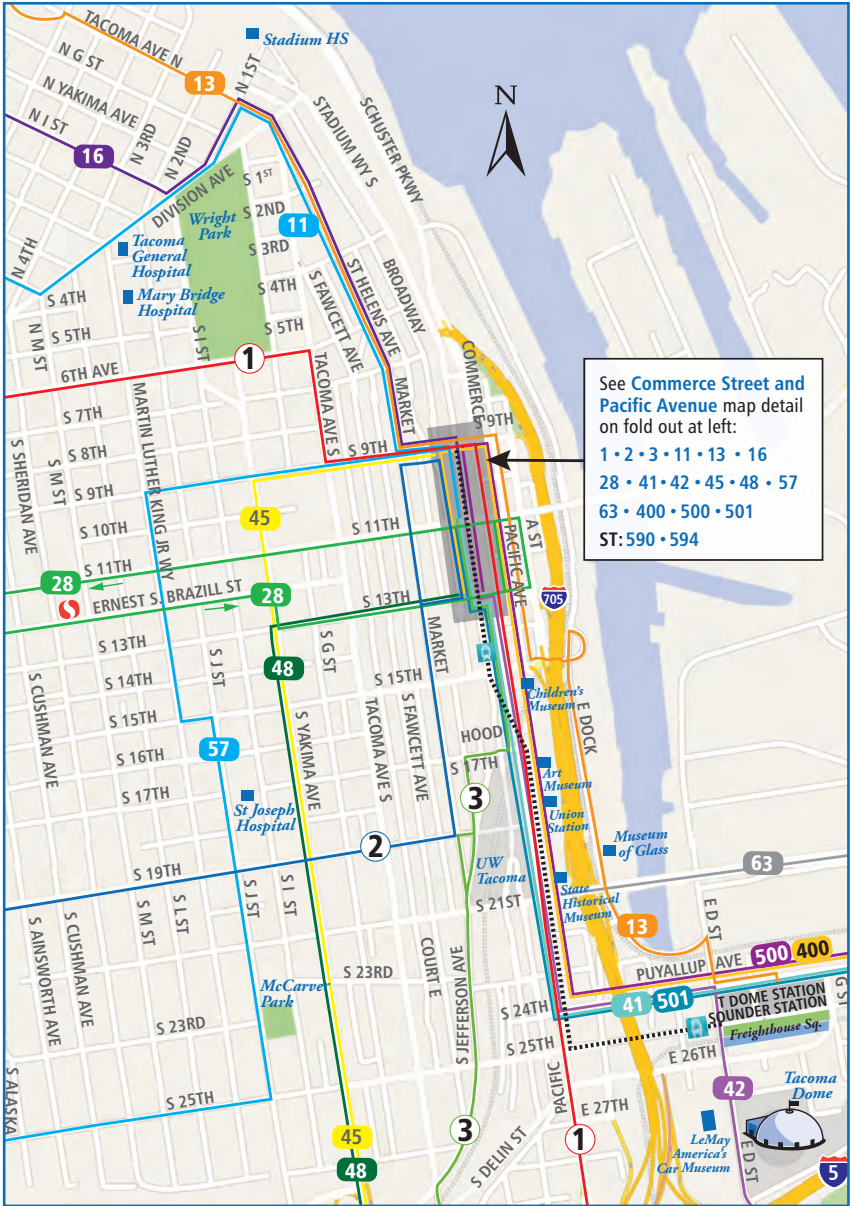 TACOMA AVE N
Stadium HS
N G ST
13
N 1ST
N YAKIMA AVE
N I ST
N 3RD
N 2ND
16
STADIUM WY S
SCHUSTER PKWY
N
DIVISION AVE
S 1ST
Wright
Park
S 2ND
11
Tacoma
General
Hospital
S 3RD
N 4TH
Mary Bridge
Hospital
S 4TH
S 4TH
S FAWCETT AVE
ST HELENS AVE
BROADWAY
N M ST
S 5TH
S 5TH
S I ST
6TH AVE
1
TACOMA AVE S
MARKET
COMMERCE
See Commerce Street and
Pacific Avenue map detail
on fold out at left:
1 • 2 • 3 • 11 • 13 • 16
28 • 41 • 42 • 45 • 48 • 57
63 • 400 • 500 • 501
ST: 590 • 594
MARTIN LUTHER KING JR WY
S 7TH
S 9TH
S SHERIDAN AVE
S 8TH
S M ST
S 9TH
S 9TH
45
S 10TH
S 11TH
S 11TH
PACIFIC AVE
A ST
28
ERNEST S. BRAZILL ST
28
S 13TH
705
S 13TH
S J ST
S G ST
MARKET
48
S 14TH
S 15TH
S CUSHMAN AVE
S 15TH
S YAKIMA AVE
TACOMA AVE S
S FAWCETT AVE
Children's
Museum
E DOCK
57
S 16TH
HOOD
S 17TH
S 17TH
Art
Museum
3
St Joseph
Hospital
Union
Station
2
Museum
of Glass
S 19TH
UW
Tacoma
63
S J ST
S I ST
S 21ST
State
Historical
Museum
S AINSWORTH AVE
S CUSHMAN AVE
S M ST
S L ST
13
E D ST
COURT E
S JEFFERSON AVE
S 23RD
PUYALLUP AVE
500
400
McCarver
Park
S 24TH
41
501
T DOME STATION
SOUNDER STATION
G ST
S 23RD
Freighthouse Sq.
S 25TH
E 26TH
S ALASKA
S 25TH
PACIFIC
42
Tacoma
Dome
E 27TH
45
3
1
LeMay
America's
Car Museum
48
S DELIN ST
E D ST
5